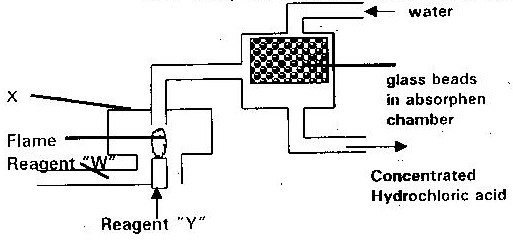 water
glass beads
in absorphen
chamber
X
Flame
Reagent "W"
Concentrated
Hydrochloric acid
Reagent "Y"